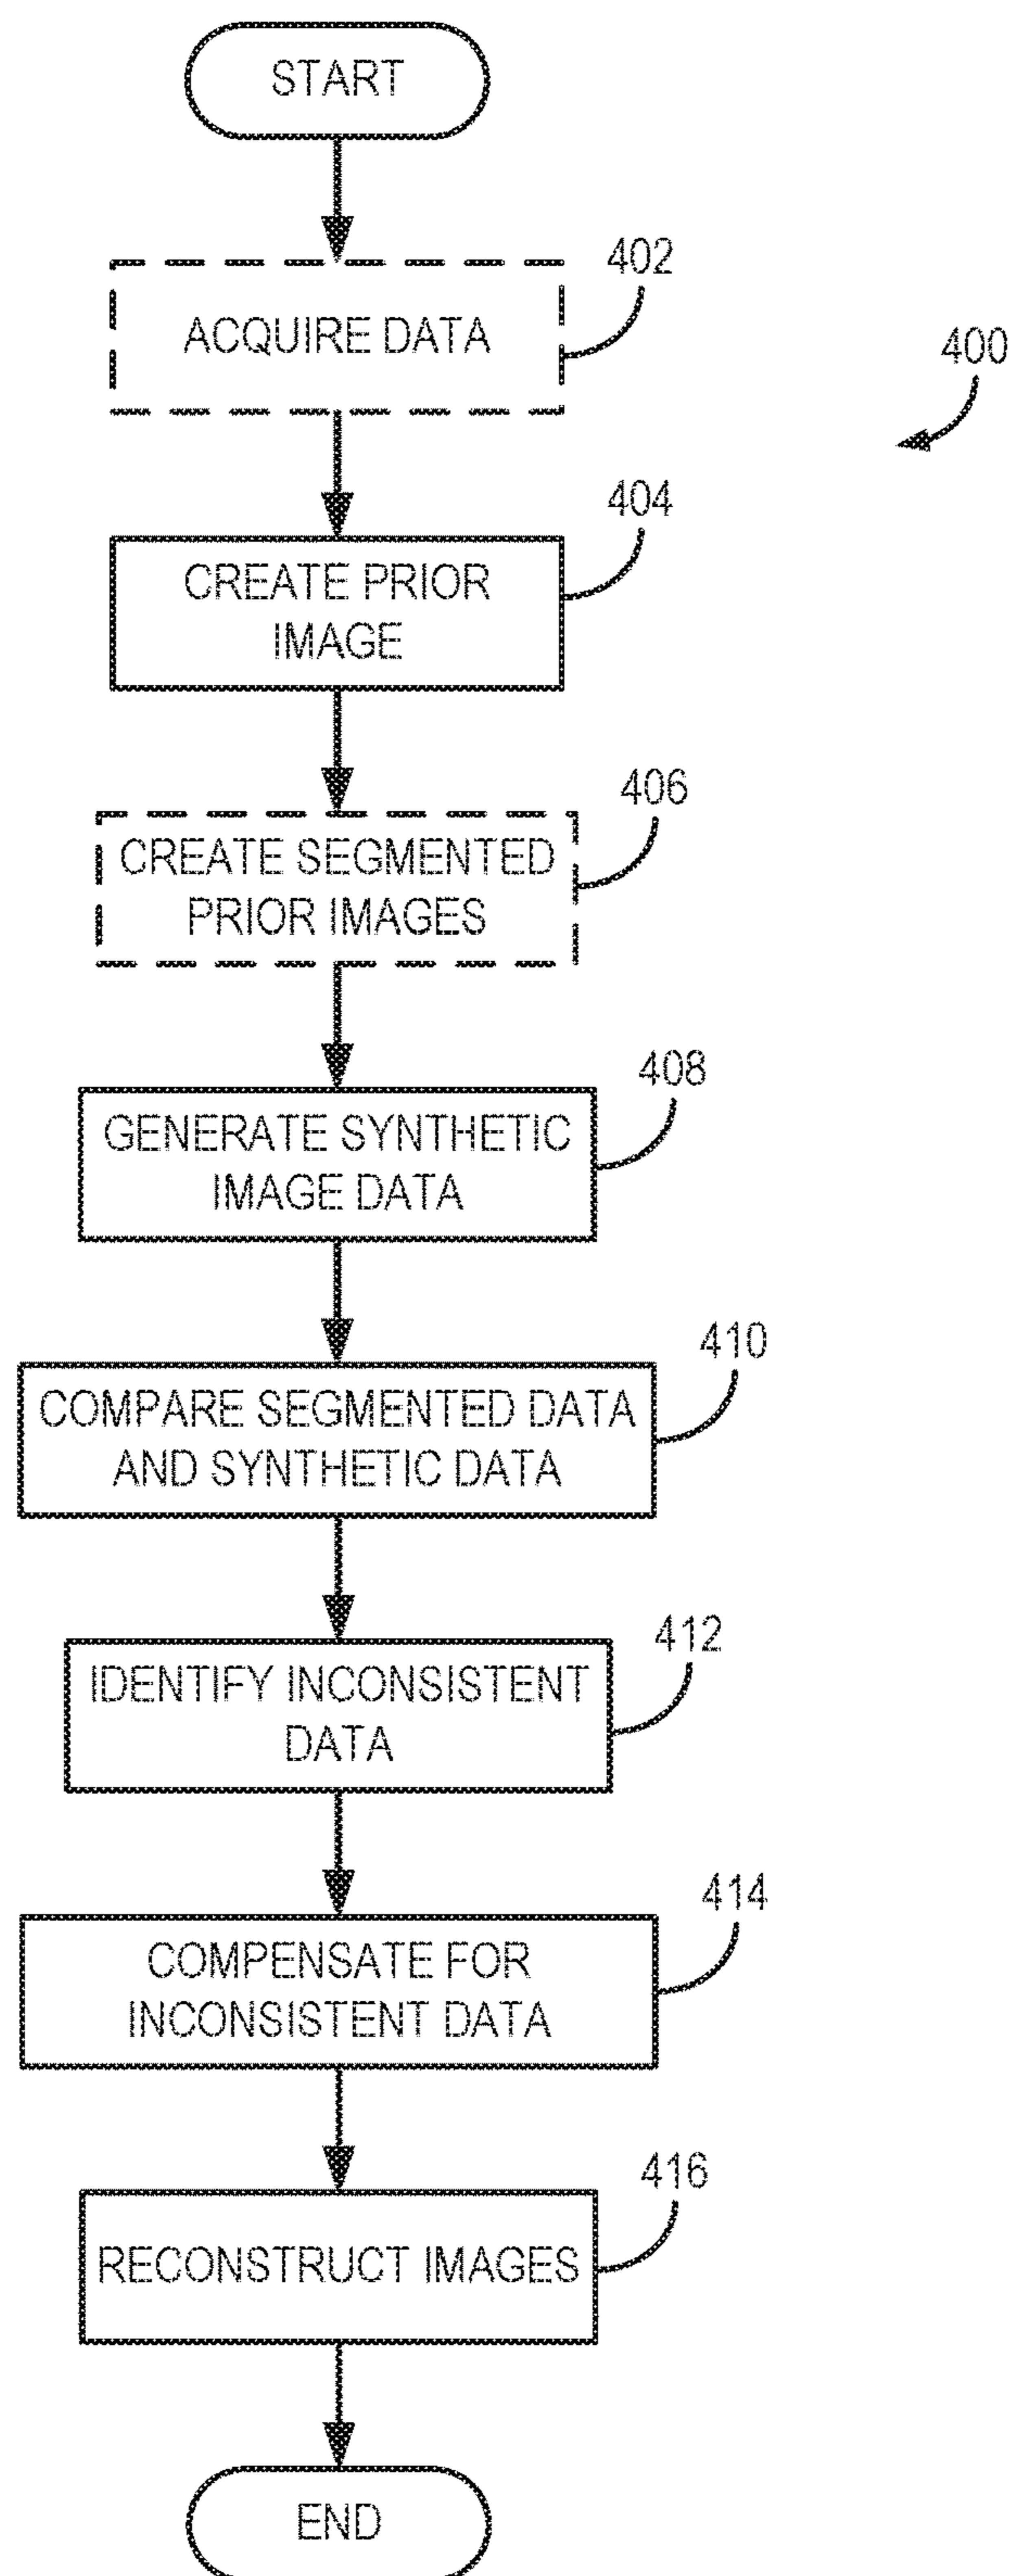 START
402
ACQUIRE DATA
400
404
CREATE PRIOR
IMAGE
406
CREATE SEGMENTED
PRIOR IMAGES
408
GENERATE SYNTHETIC
IMAGE DATA
410
COMPARE SEGMENTED DATA
AND SYNTHETIC DATA
412
IDENTIFY INCONSISTENT
DATA
414
COMPENSATE FOR
INCONSISTENT DATA
416
RECONSTRUCT IMAGES
END